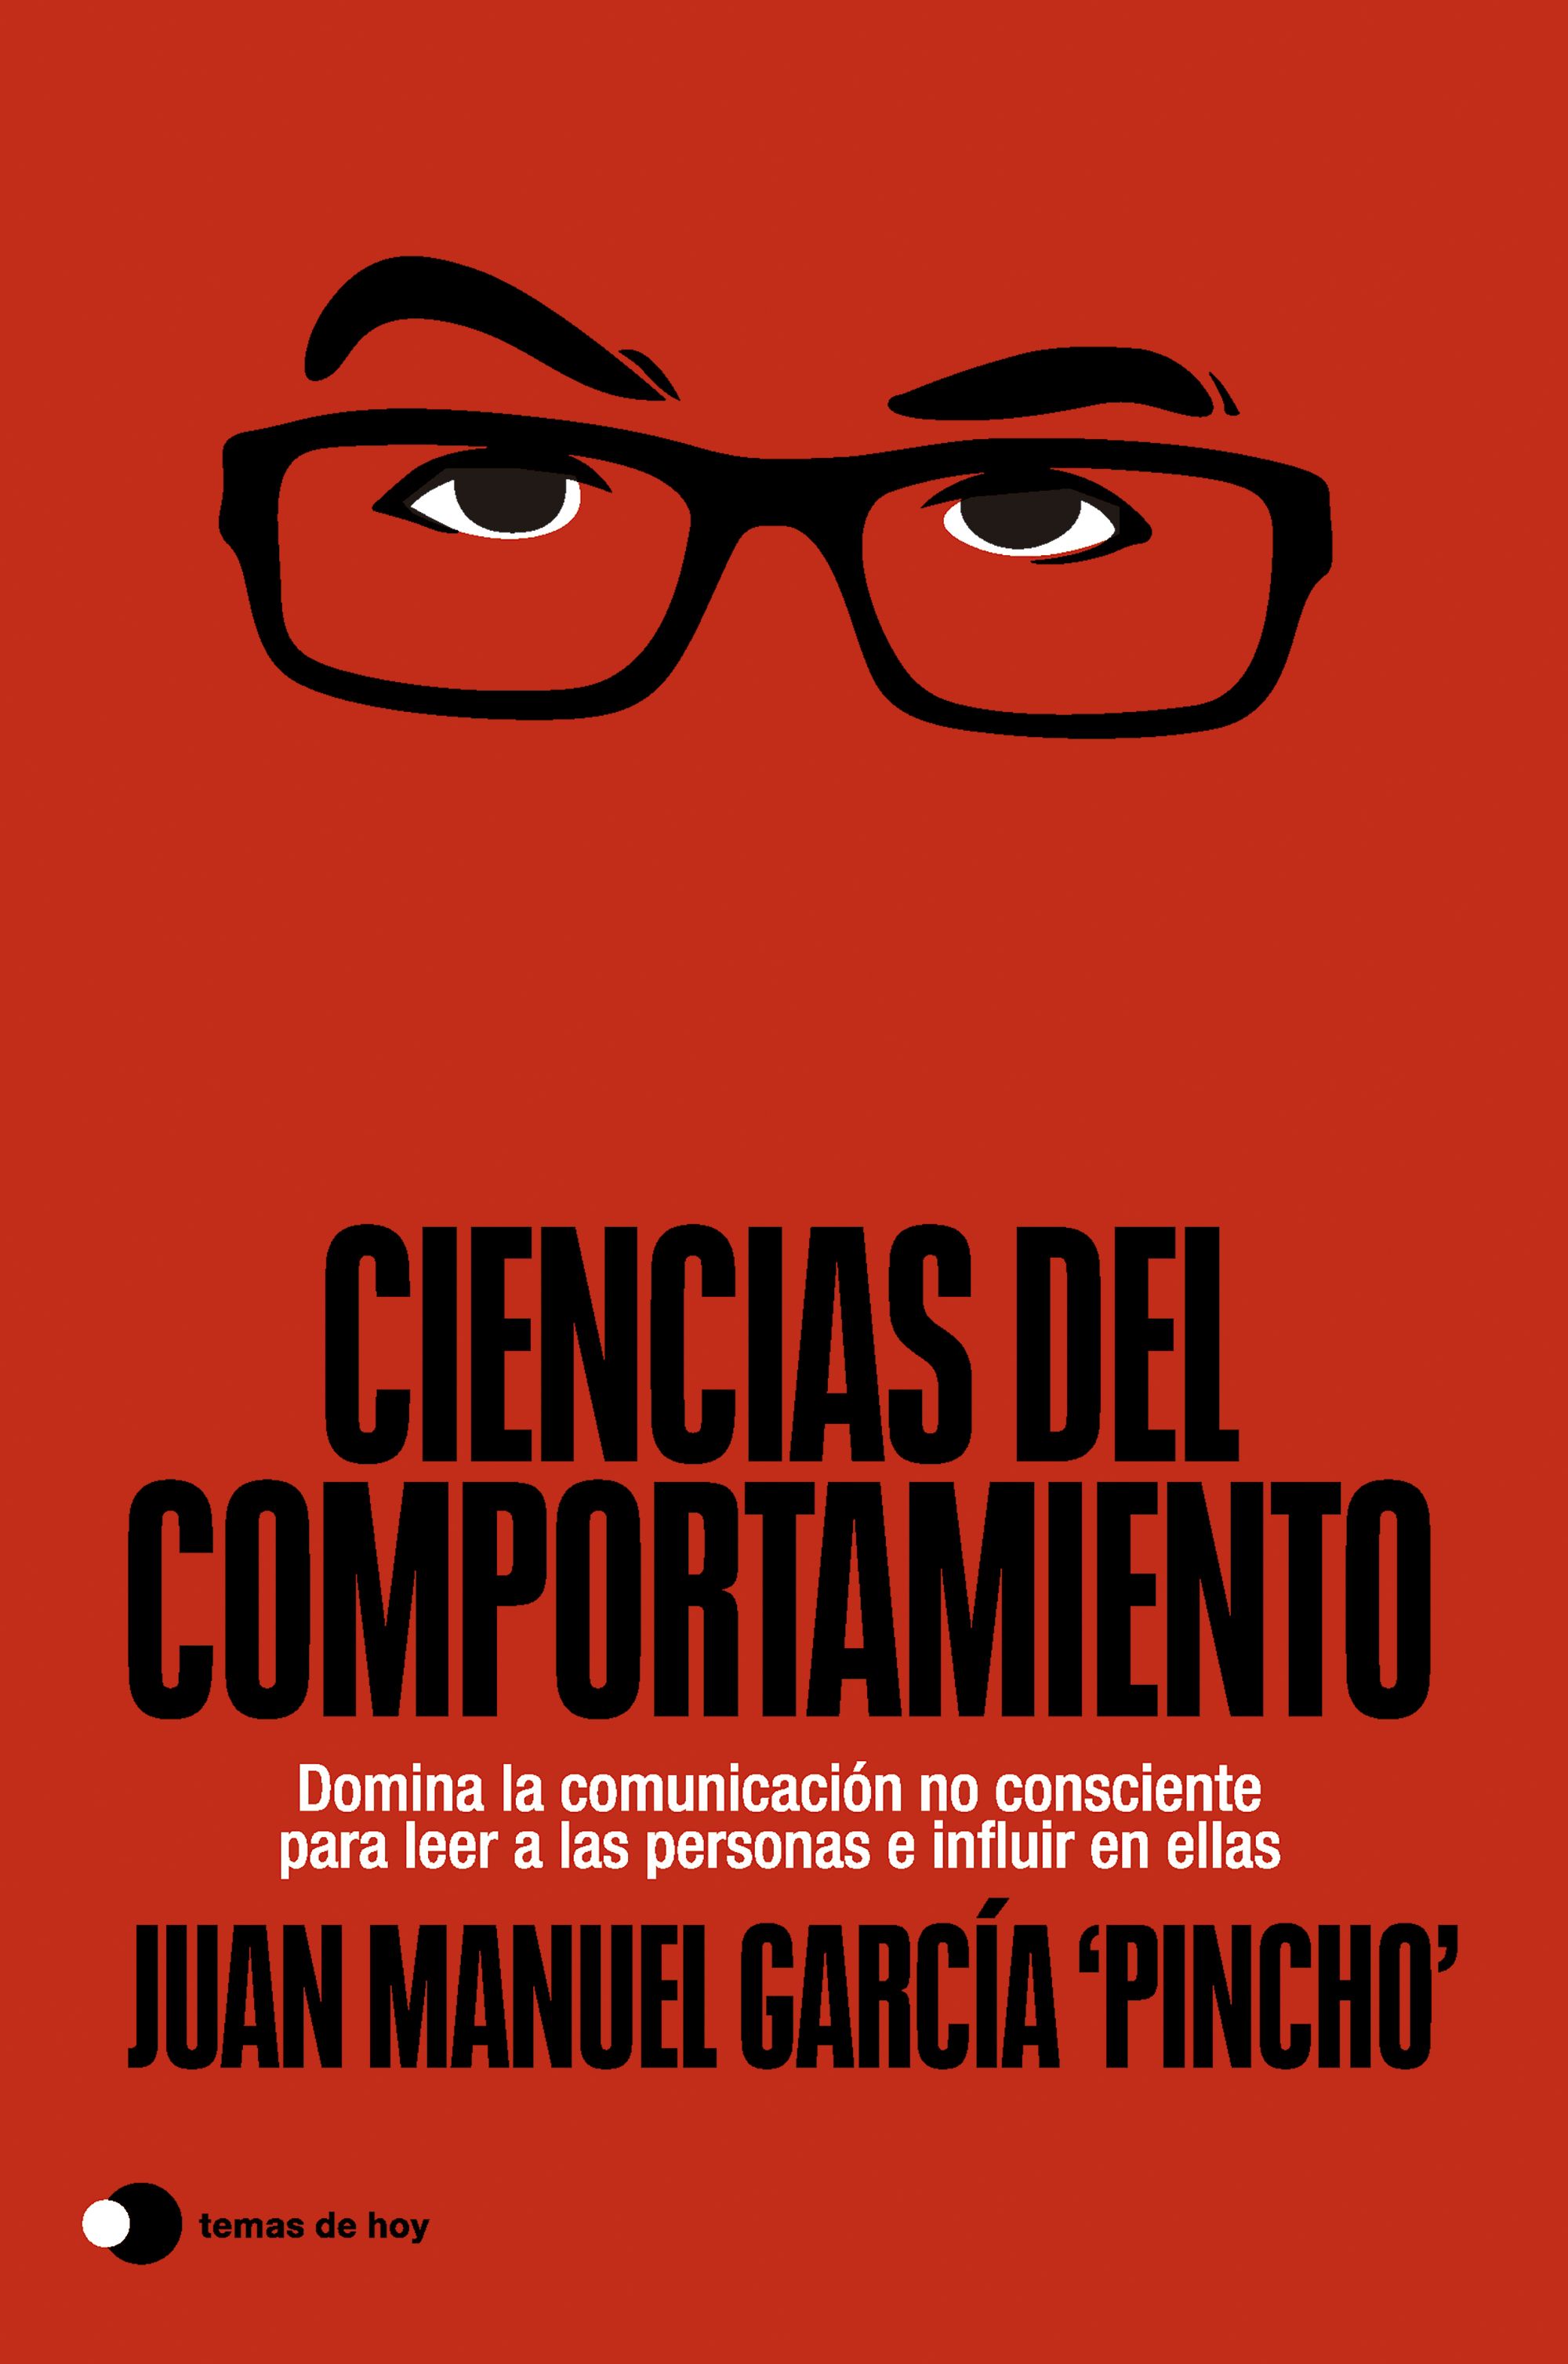 CIENCIAS DEL
COMPORTAMIENTO
Domina la comunicación no consciente
para leer a las personas e influir en ellas
JUAN MANUEL GARCÍA ‘PINCHO’
temas de hoy